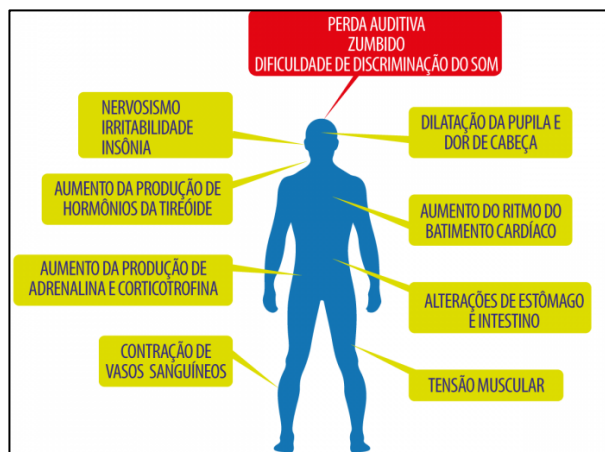 PERDA AUDITIVA
ZUMBIDO
DIFICULDADE DE DISCRIMINAÇÃO DO SOM
NERVOSISMO
IRRITABILIDADE
INSÔNIA
DILATAÇÃO DA PUPILA E
DOR DE CABEÇA
AUMENTO DA PRODUÇÃO DE
HORMÔNIOS DA TIREÓIDE
AUMENTO DO RITMO DO
BATIMENTO CARDÍACO
AUMENTO DA PRODUÇÃO DE
ADRENALINA E CORTICOTROFINA
ALTERAÇÕES DE ESTÔMAGO
E INTESTINO
CONTRAÇÃO DE
VASOS SANGUÍNEOS
TENSÃO MUSCULAR